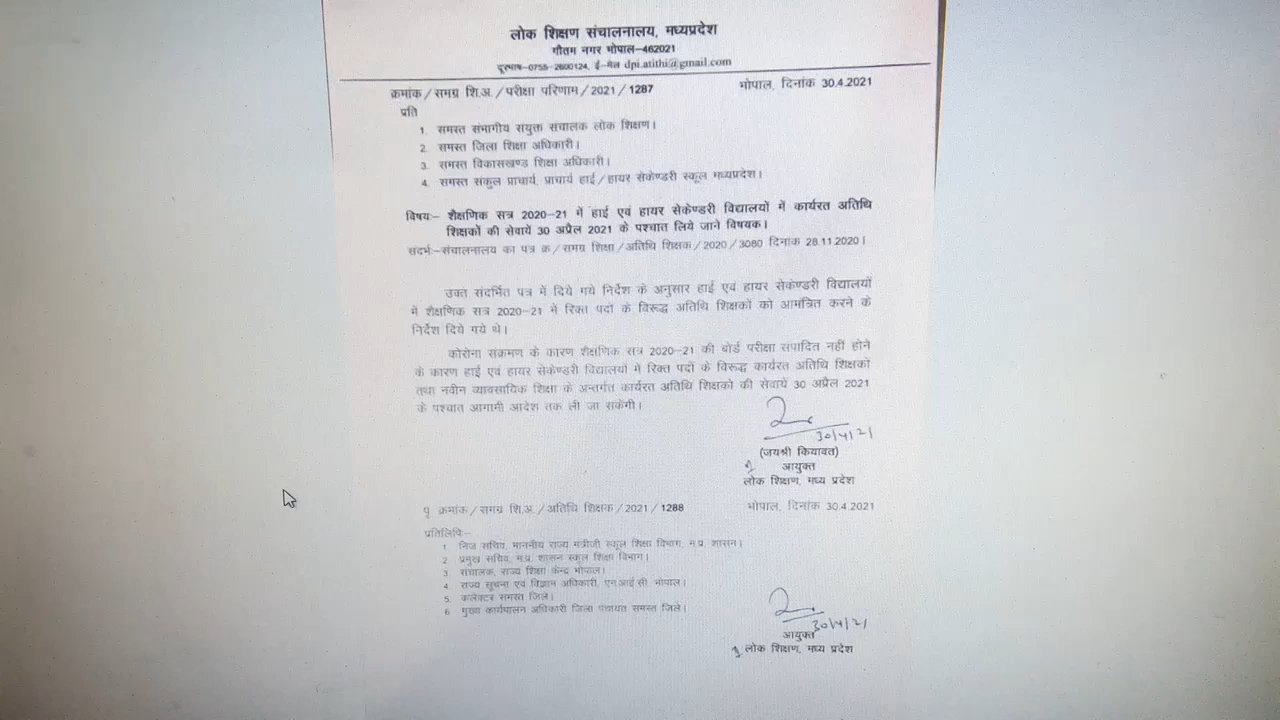 लोक शिक्षण संचालनालय, मध्यप्रदेश
गौतम नगर भोपाल–462021
दूरभाष–0755–2600124, ई–मेल dpi.atithi@gmail.com
क्रमांक/समग्र शि.अ./परीक्षा परिणाम/2021/1287 भोपाल, दिनांक 30.4.2021
प्रति
1. समस्त संभागीय संयुक्त संचालक लोक शिक्षण।
2. समस्त जिला शिक्षा अधिकारी।
3. समस्त विकासखण्ड शिक्षा अधिकारी।
4. समस्त संकुल प्राचार्य, प्राचार्य हाई/हायर सेकेण्डरी स्कूल मध्यप्रदेश।
विषयः– शैक्षणिक सत्र 2020–21 में हाई एवं हायर सेकेण्डरी विद्यालयों में कार्यरत अतिथि
शिक्षकों की सेवायें 30 अप्रैल 2021 के पश्चात लिये जाने विषयक।
संदर्भः–संचालनालय का पत्र क्र/समग्र शिक्षा/अतिथि शिक्षक/2020/3080 दिनांक 28.11.2020।
उक्त संदर्भित पत्र में दिये गये निर्देश के अनुसार हाई एवं हायर सेकेण्डरी विद्यालयों
में शैक्षणिक सत्र 2020–21 में रिक्त पदों के विरूद्ध अतिथि शिक्षकों को आमंत्रित करने के
निर्देश दिये गये थे।
कोरोना संक्रमण के कारण शैक्षणिक सत्र 2020–21 की बोर्ड परीक्षा संपादित नहीं होने
के कारण हाई एवं हायर सेकेण्डरी विद्यालयों में रिक्त पदों के विरूद्ध कार्यरत अतिथि शिक्षकों
तथा नवीन व्यावसायिक शिक्षा के अन्तर्गत कार्यरत अतिथि शिक्षकों की सेवायें 30 अप्रैल 2021
के पश्चात आगामी आदेश तक ली जा सकेंगी।
30/4/21
(जयश्री कियावत)
आयुक्त
लोक शिक्षण, मध्य प्रदेश
पृ क्रमांक/समग्र शि.अ./अतिथि शिक्षक/2021/1288 भोपाल, दिनांक 30.4.2021
प्रतिलिपिः–
1 निज सचिव, माननीय राज्य मंत्रीजी स्कूल शिक्षा विभाग, म.प्र. शासन।
2 प्रमुख सचिव, म.प्र. शासन स्कूल शिक्षा विभाग।
3 संचालक, राज्य शिक्षा केन्द्र भोपाल।
4 राज्य सूचना एवं विज्ञान अधिकारी, एन.आई.सी. भोपाल।
5 कलेक्टर समस्त जिले।
6 मुख्य कार्यपालन अधिकारी जिला पंचायत समस्त जिले।
30/4/21
आयुक्त
लोक शिक्षण, मध्य प्रदेश